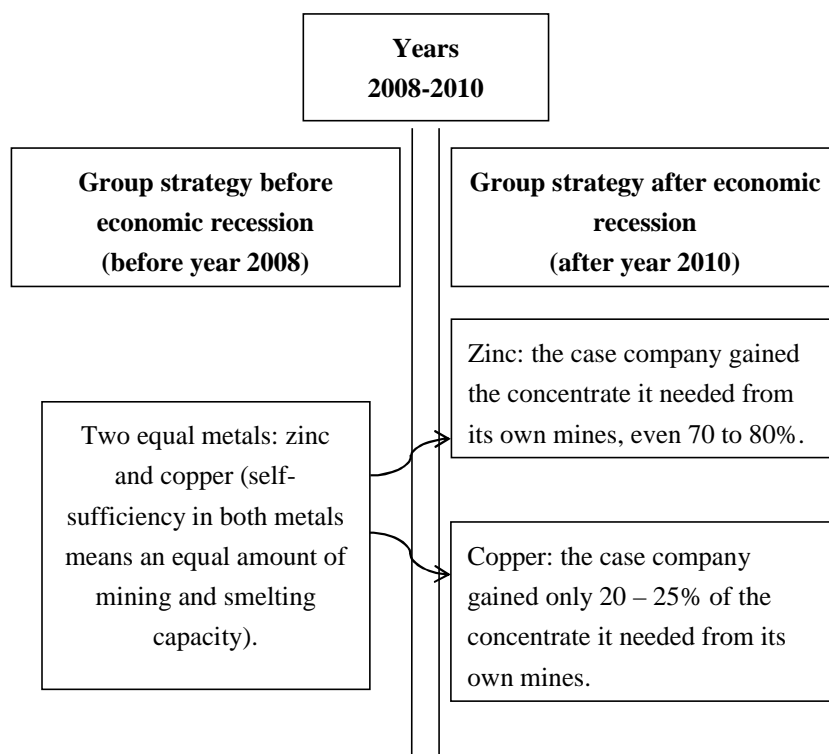 Years
2008-2010
Group strategy before
economic recession
(before year 2008)
Group strategy after economic
recession
(after year 2010)
Two equal metals: zinc
and copper (self-
sufficiency in both metals
means an equal amount of
mining and smelting
capacity).
Zinc: the case company gained
the concentrate it needed from
its own mines, even 70 to 80%.
Copper: the case company
gained only 20 – 25% of the
concentrate it needed from its
own mines.